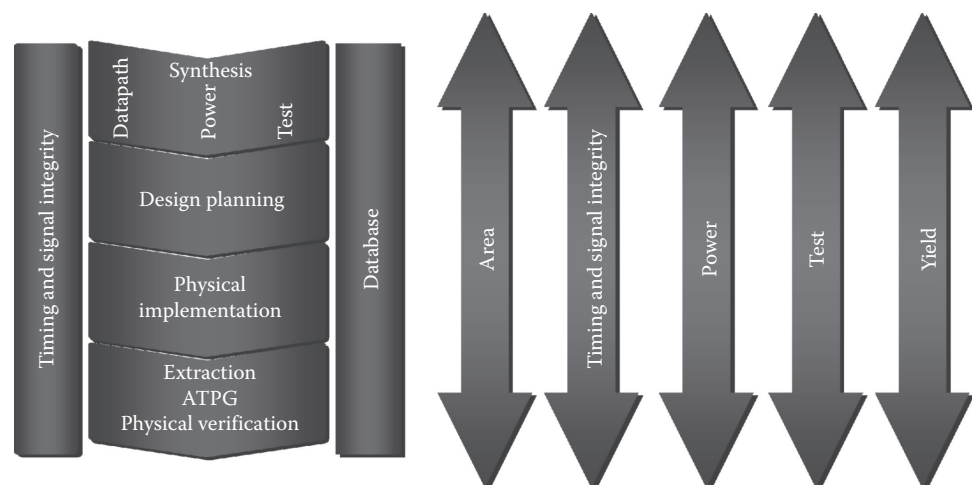 Timing and signal integrity
Synthesis
Datapath
Power
Test
Design planning
Physical
implementation
Extraction
ATPG
Physical verification
Database
Area
Timing and signal integrity
Power
Test
Yield